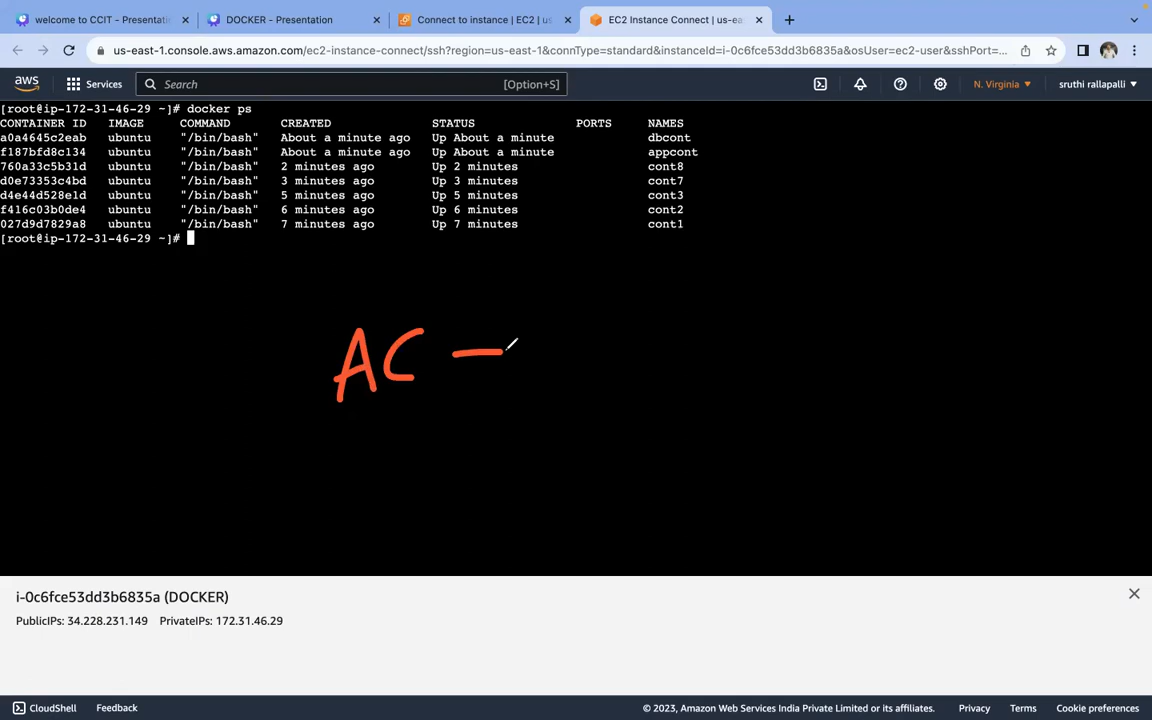 welcome to CCIT - Presentati
DOCKER - Presentation
Connect to instance | EC2 | us
EC2 Instance Connect | us-ea
us-east-1.console.aws.amazon.com/ec2-instance-connect/ssh?region=us-east-1&connType=standard&instanceId=i-0c6fce53dd3b6835a&osUser=ec2-user&sshPort=...
aws Services Search [Option+S] N. Virginia sruthi rallapalli
[root@ip-172-31-46-29 ~]# docker ps
CONTAINER ID IMAGE COMMAND CREATED STATUS PORTS NAMES
a0a4645c2eab ubuntu "/bin/bash" About a minute ago Up About a minute dbcont
f187bfd8c134 ubuntu "/bin/bash" About a minute ago Up About a minute appcont
760a33c5b31d ubuntu "/bin/bash" 2 minutes ago Up 2 minutes cont8
d0e73353c4bd ubuntu "/bin/bash" 3 minutes ago Up 3 minutes cont7
d4e44d528e1d ubuntu "/bin/bash" 5 minutes ago Up 5 minutes cont3
f416c03b0de4 ubuntu "/bin/bash" 6 minutes ago Up 6 minutes cont2
027d9d7829a8 ubuntu "/bin/bash" 7 minutes ago Up 7 minutes cont1
[root@ip-172-31-46-29 ~]#
AC —
i-0c6fce53dd3b6835a (DOCKER)
PublicIPs: 34.228.231.149 PrivateIPs: 172.31.46.29
CloudShell Feedback © 2023, Amazon Web Services India Private Limited or its affiliates. Privacy Terms Cookie preferences